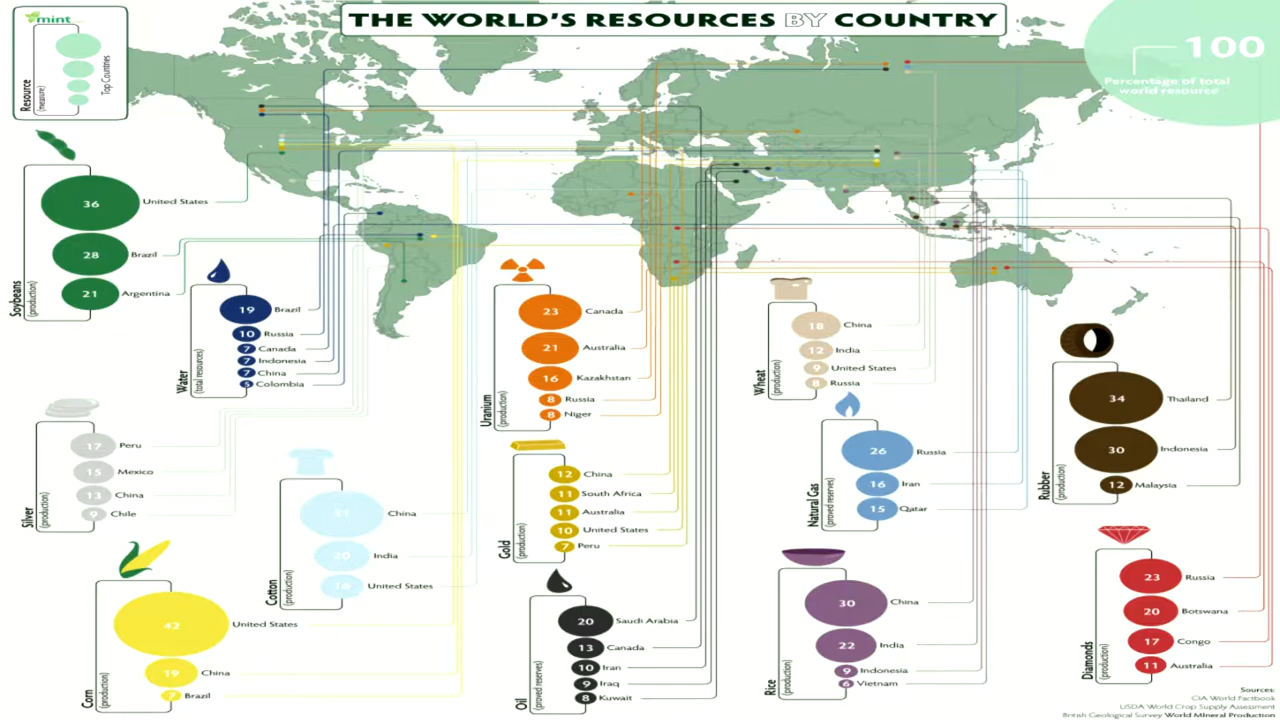 THE WORLD'S RESOURCES BY COUNTRY
mint
Resource
(measure)
Top Countries
100
Percentage of total
world resource
Soybeans
(production)
36 United States
28 Brazil
21 Argentina
Water
(total resources)
19 Brazil
10 Russia
7 Canada
7 Indonesia
7 China
5 Colombia
Uranium
(production)
23 Canada
21 Australia
16 Kazakhstan
8 Russia
8 Niger
Wheat
(production)
18 China
12 India
9 United States
8 Russia
Natural Gas
(proved reserves)
26 Russia
16 Iran
15 Qatar
Rubber
(production)
34 Thailand
30 Indonesia
12 Malaysia
Silver
(production)
17 Peru
15 Mexico
13 China
9 Chile
Cotton
(production)
China
20 India
United States
Gold
(production)
12 China
11 South Africa
11 Australia
10 United States
7 Peru
Corn
(production)
42 United States
19 China
7 Brazil
Oil
(proved reserves)
20 Saudi Arabia
13 Canada
10 Iran
9 Iraq
8 Kuwait
Rice
(production)
30 China
22 India
9 Indonesia
6 Vietnam
Diamonds
(production)
23 Russia
20 Botswana
17 Congo
11 Australia
Sources:
CIA World Factbook
USDA World Crop Supply Assessment
British Geological Survey World Mineral Production